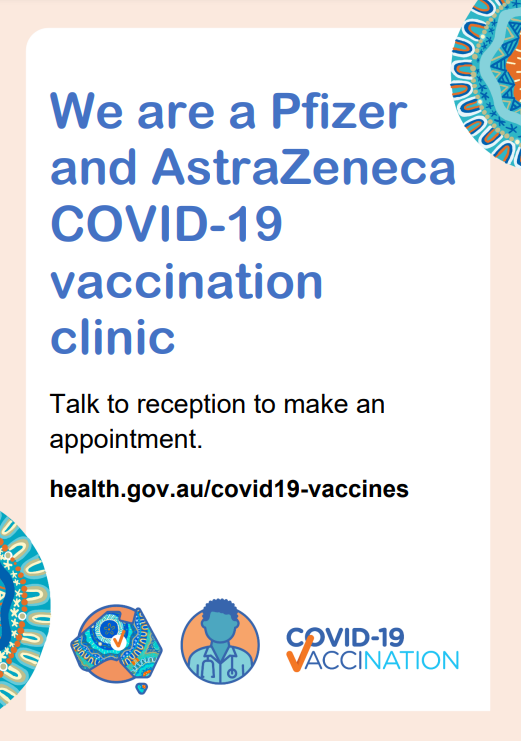 We are a Pfizer
and AstraZeneca
COVID-19
vaccination
clinic
Talk to reception to make an
appointment.
health.gov.au/covid19-vaccines
COVID-19
VACCINATION